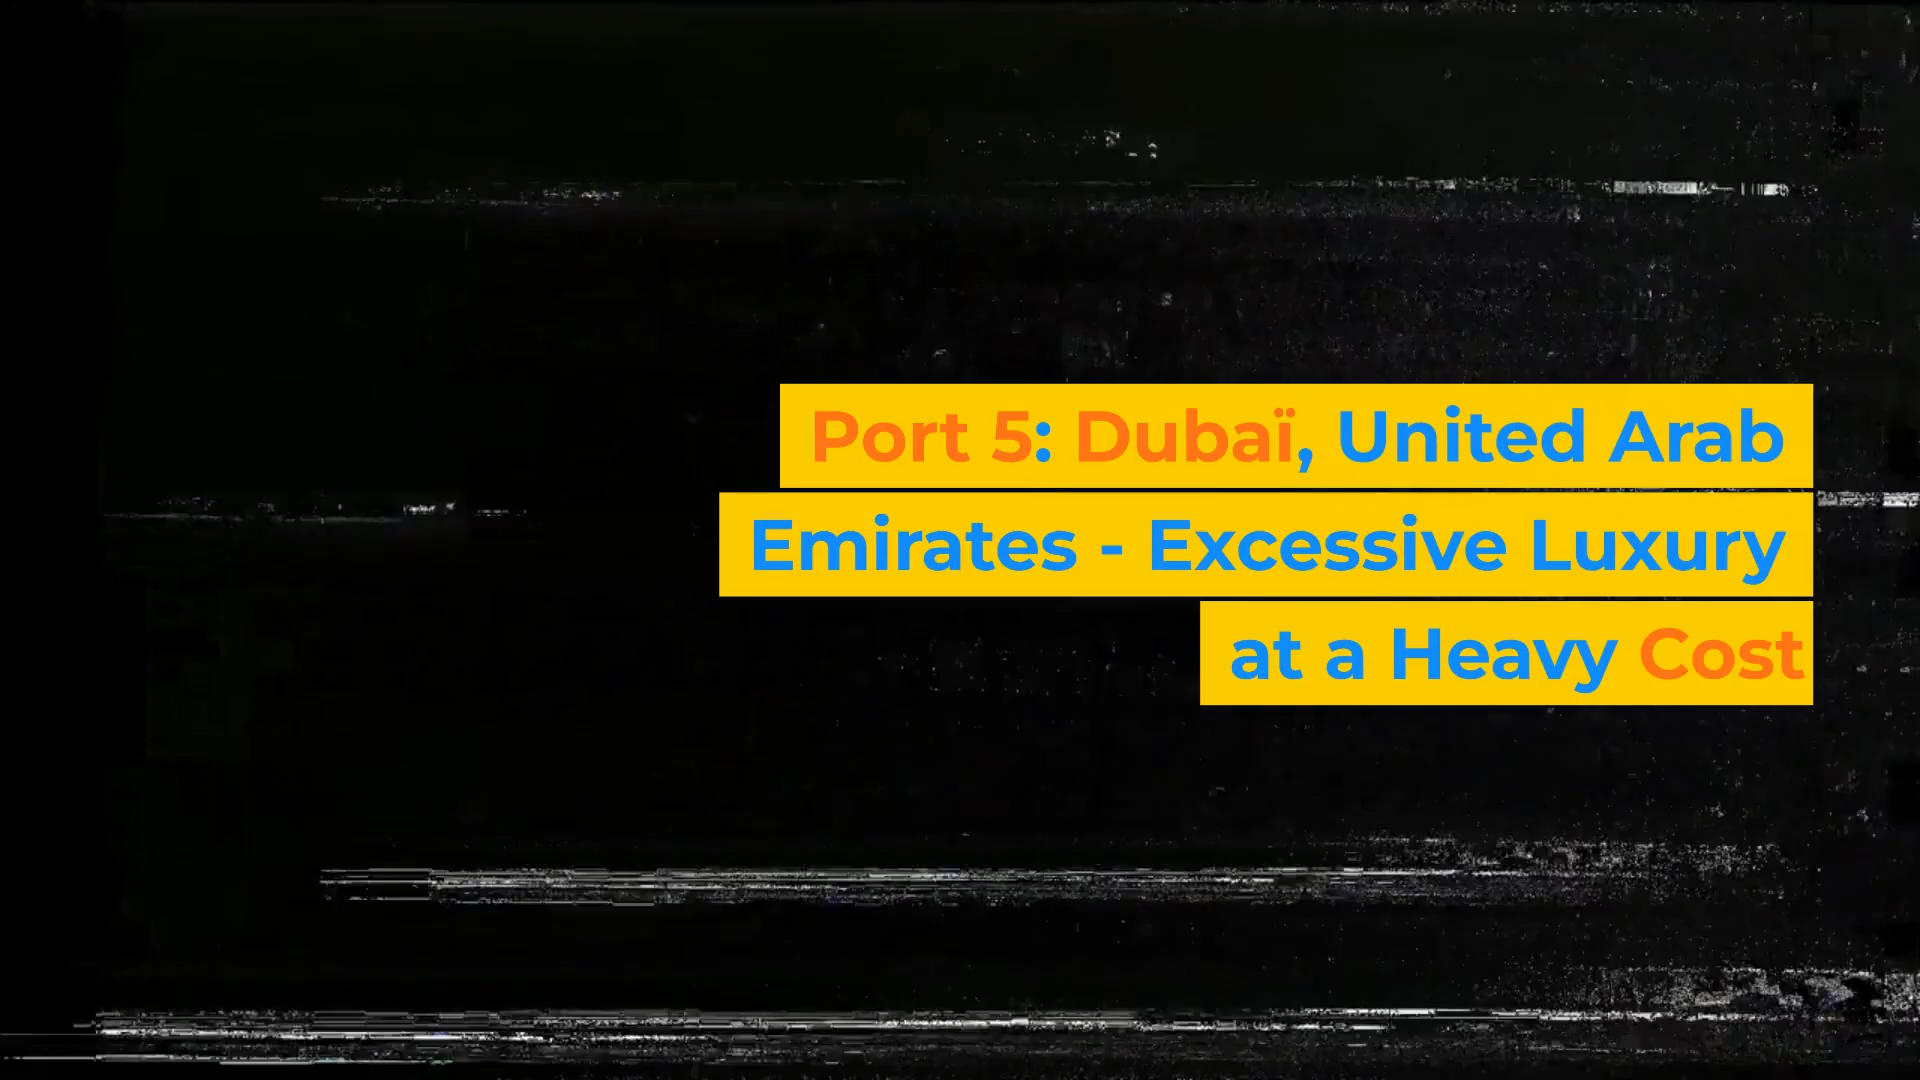 Port 5: Dubaï, United Arab
Emirates - Excessive Luxury
at a Heavy Cost